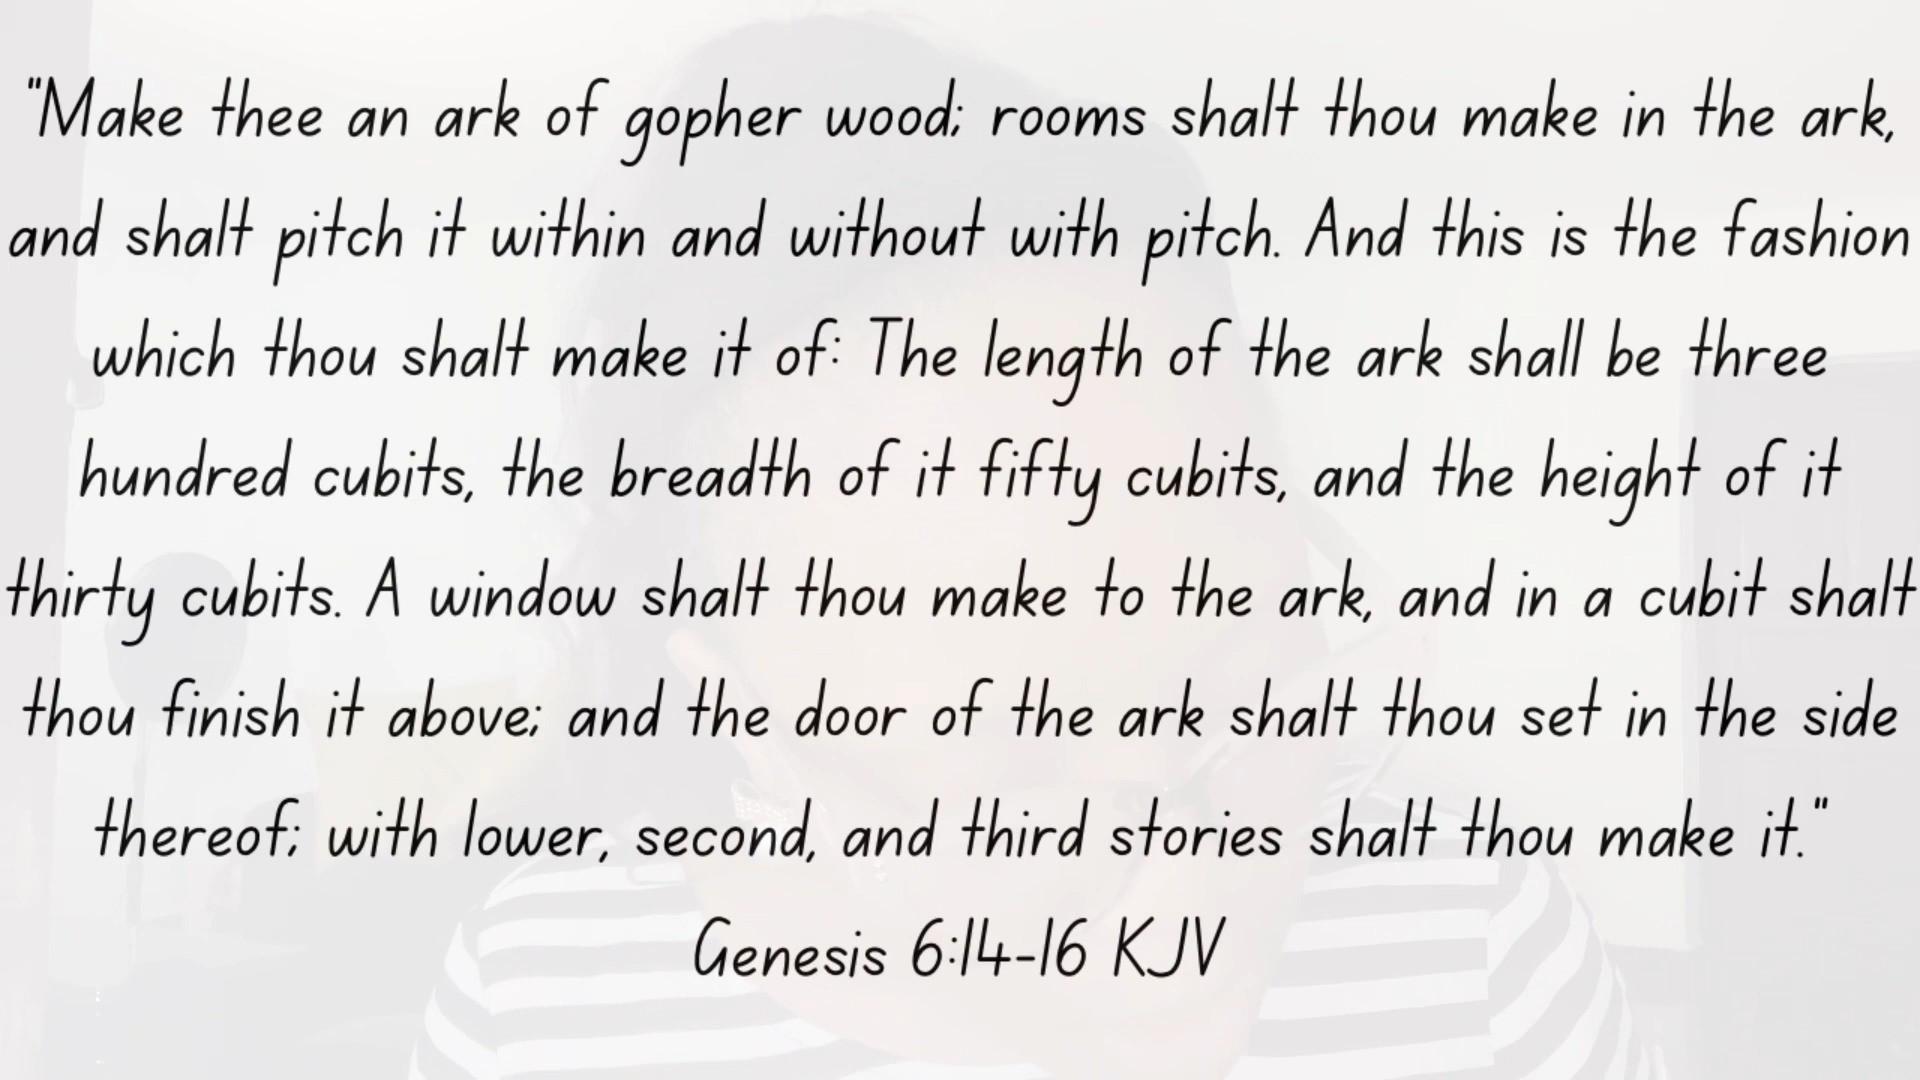 "Make thee an ark of gopher wood; rooms shalt thou make in the ark,
and shalt pitch it within and without with pitch. And this is the fashion
which thou shalt make it of: The length of the ark shall be three
hundred cubits, the breadth of it fifty cubits, and the height of it
thirty cubits. A window shalt thou make to the ark, and in a cubit shalt
thou finish it above; and the door of the ark shalt thou set in the side
thereof; with lower, second, and third stories shalt thou make it."
Genesis 6:14-16 KJV